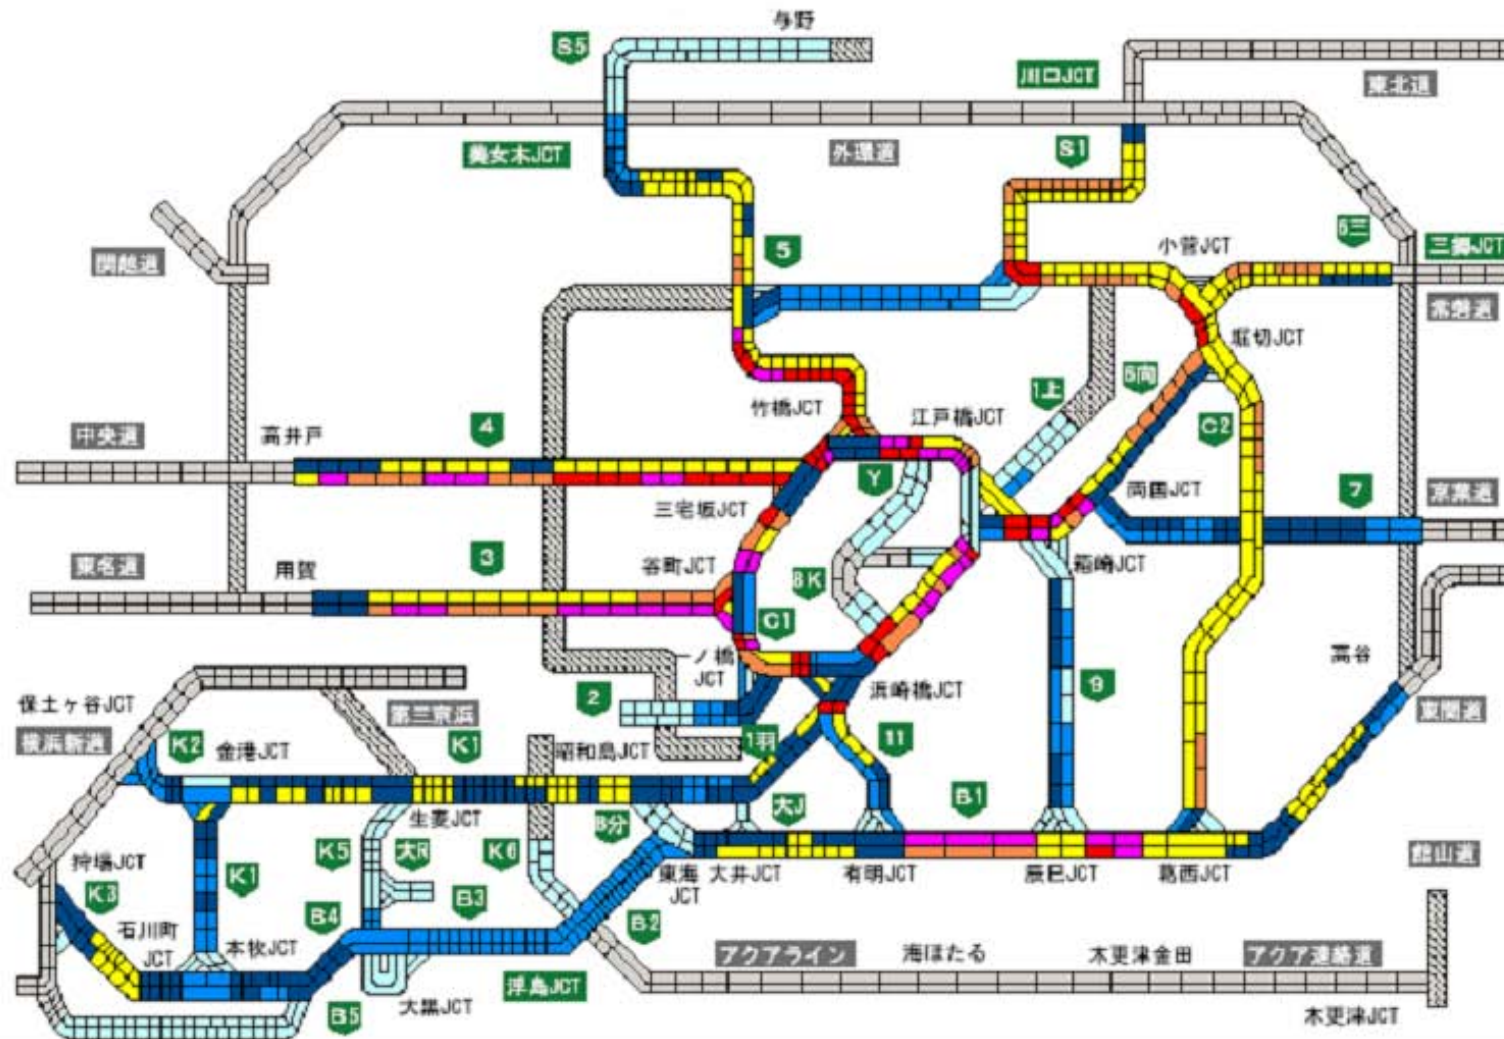 与野
S5
川口JCT
東北道
美女木JCT
外環道
S1
小菅JCT
6三
三郷JCT
関越道
5
常磐道
堀切JCT
竹橋JCT
江戸橋JCT
1上
6向
C2
中央道
高井戸
4
Y
両国JCT
7
京葉道
三宅坂JCT
東名道
用賀
3
谷町JCT
8K
箱崎JCT
C1
一ノ橋
JCT
高谷
保土ヶ谷JCT
横浜新道
第三京浜
2
浜崎橋JCT
9
東関道
K2
金港JCT
K1
昭和島JCT
1羽
11
大J
B1
生麦JCT
B分
狩場JCT
K5
大R
K6
東海
JCT
大井JCT
有明JCT
辰巳JCT
葛西JCT
館山道
K3
K1
石川町
JCT
B4
B3
B2
本牧JCT
アクアライン
海ほたる
木更津金田
アクア連絡道
浮島JCT
B5
大黒JCT
木更津JCT